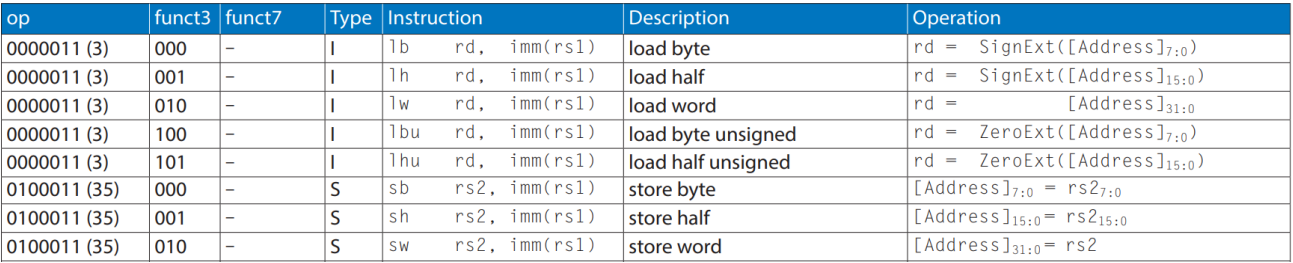 op funct3 funct7 Type Instruction Description Operation
0000011 (3) 000 – I lb rd, imm(rs1) load byte rd = SignExt([Address]7:0)
0000011 (3) 001 – I lh rd, imm(rs1) load half rd = SignExt([Address]15:0)
0000011 (3) 010 – I lw rd, imm(rs1) load word rd = [Address]31:0
0000011 (3) 100 – I lbu rd, imm(rs1) load byte unsigned rd = ZeroExt([Address]7:0)
0000011 (3) 101 – I lhu rd, imm(rs1) load half unsigned rd = ZeroExt([Address]15:0)
0100011 (35) 000 – S sb rs2, imm(rs1) store byte [Address]7:0 = rs27:0
0100011 (35) 001 – S sh rs2, imm(rs1) store half [Address]15:0 = rs215:0
0100011 (35) 010 – S sw rs2, imm(rs1) store word [Address]31:0 = rs2